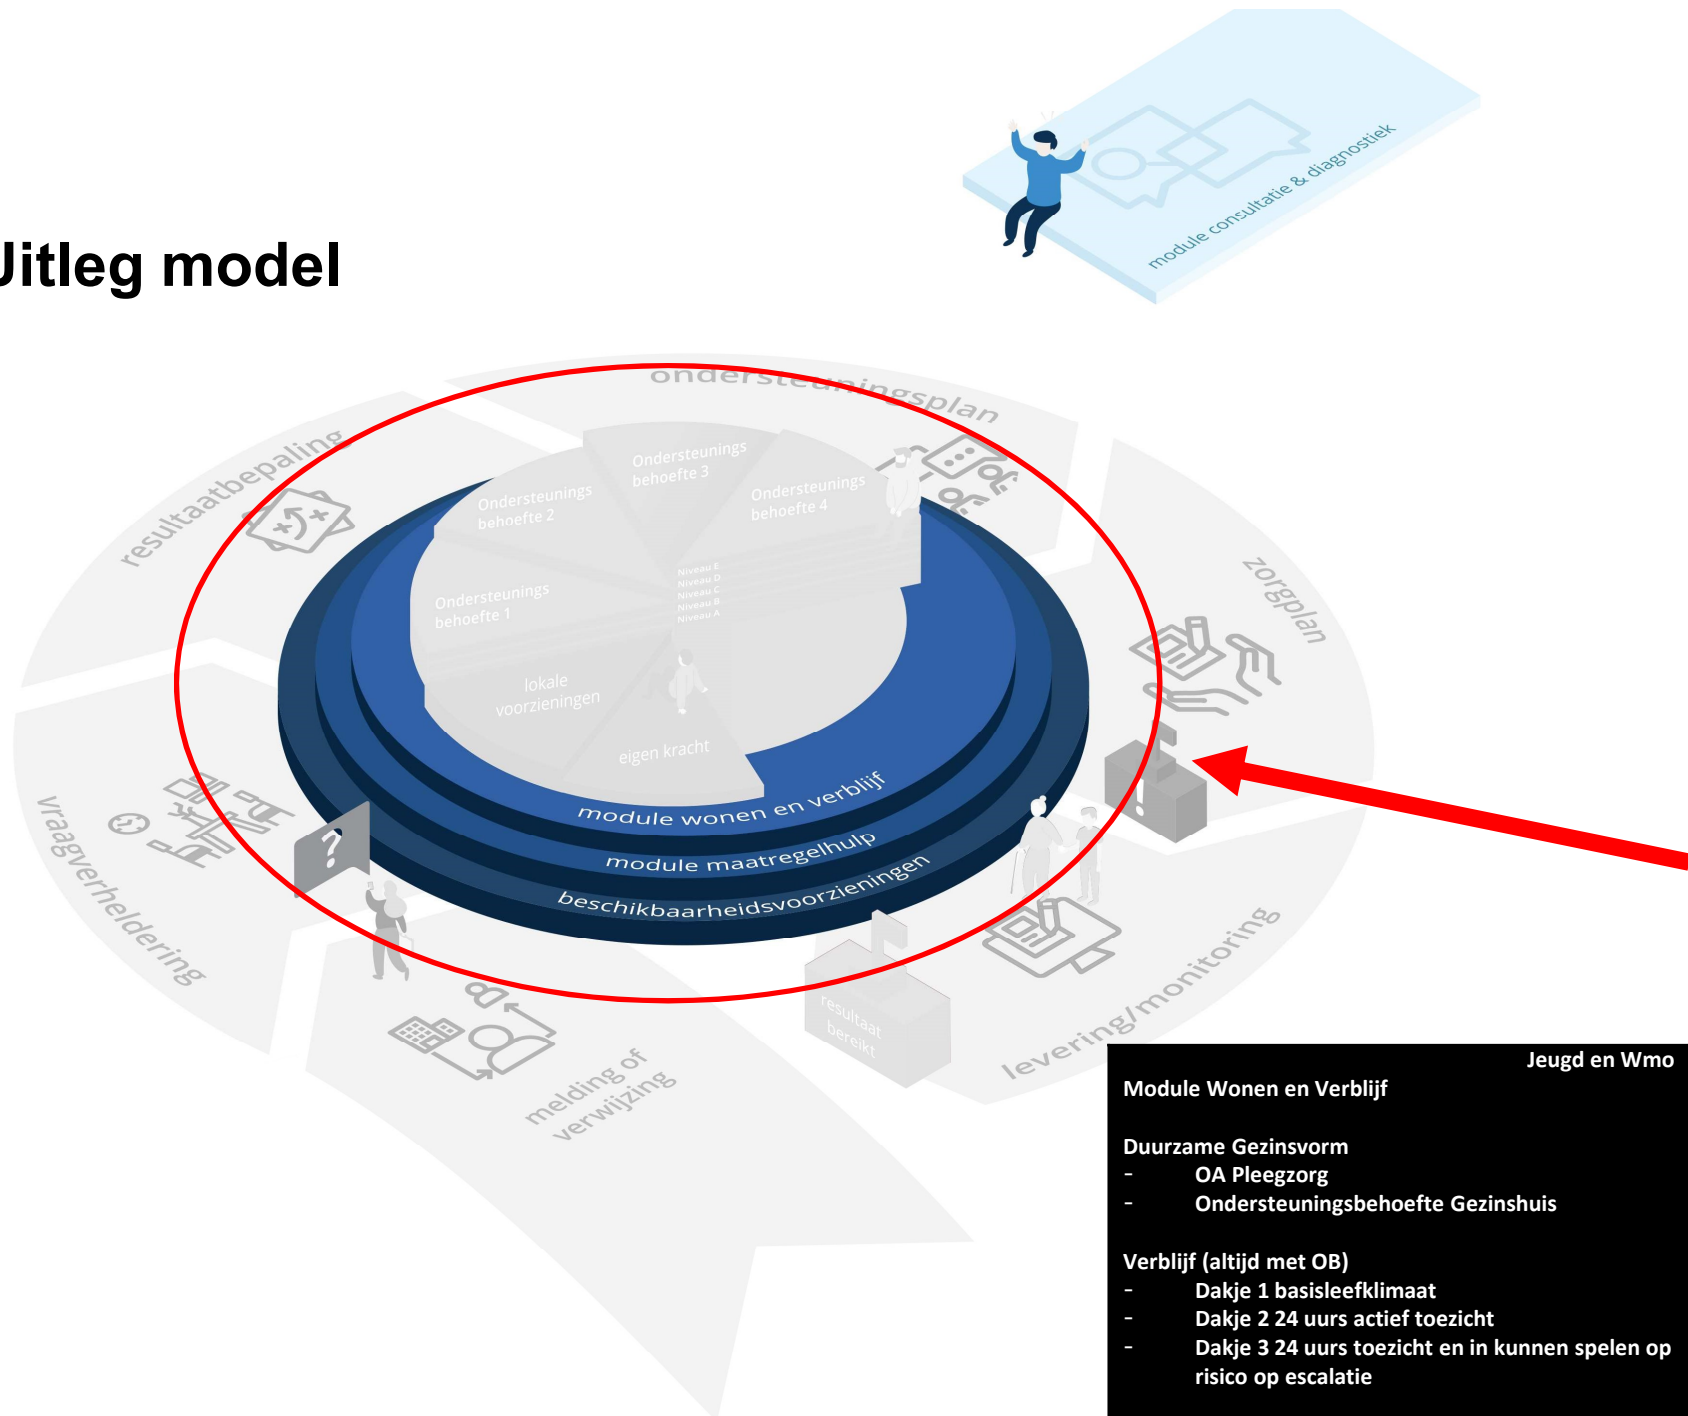 module consultatie & diagnostiek
Uitleg model
ondersteuningsplan
resultaatbepaling
zorgplan
vraagverheldering
levering/monitoring
melding of
verwijzing
Ondersteunings
behoefte 3
Ondersteunings
behoefte 2
Ondersteunings
behoefte 4
Ondersteunings
behoefte 1
Niveau E
Niveau D
Niveau C
Niveau B
Niveau A
lokale
voorzieningen
eigen kracht
module wonen en verblijf
module maatregelhulp
beschikbaarheidsvoorzieningen
?
!
resultaat
bereikt
Jeugd en Wmo
Module Wonen en Verblijf
Duurzame Gezinsvorm
- OA Pleegzorg
- Ondersteuningsbehoefte Gezinshuis
Verblijf (altijd met OB)
- Dakje 1 basisleefklimaat
- Dakje 2 24 uurs actief toezicht
- Dakje 3 24 uurs toezicht en in kunnen spelen op
risico op escalatie